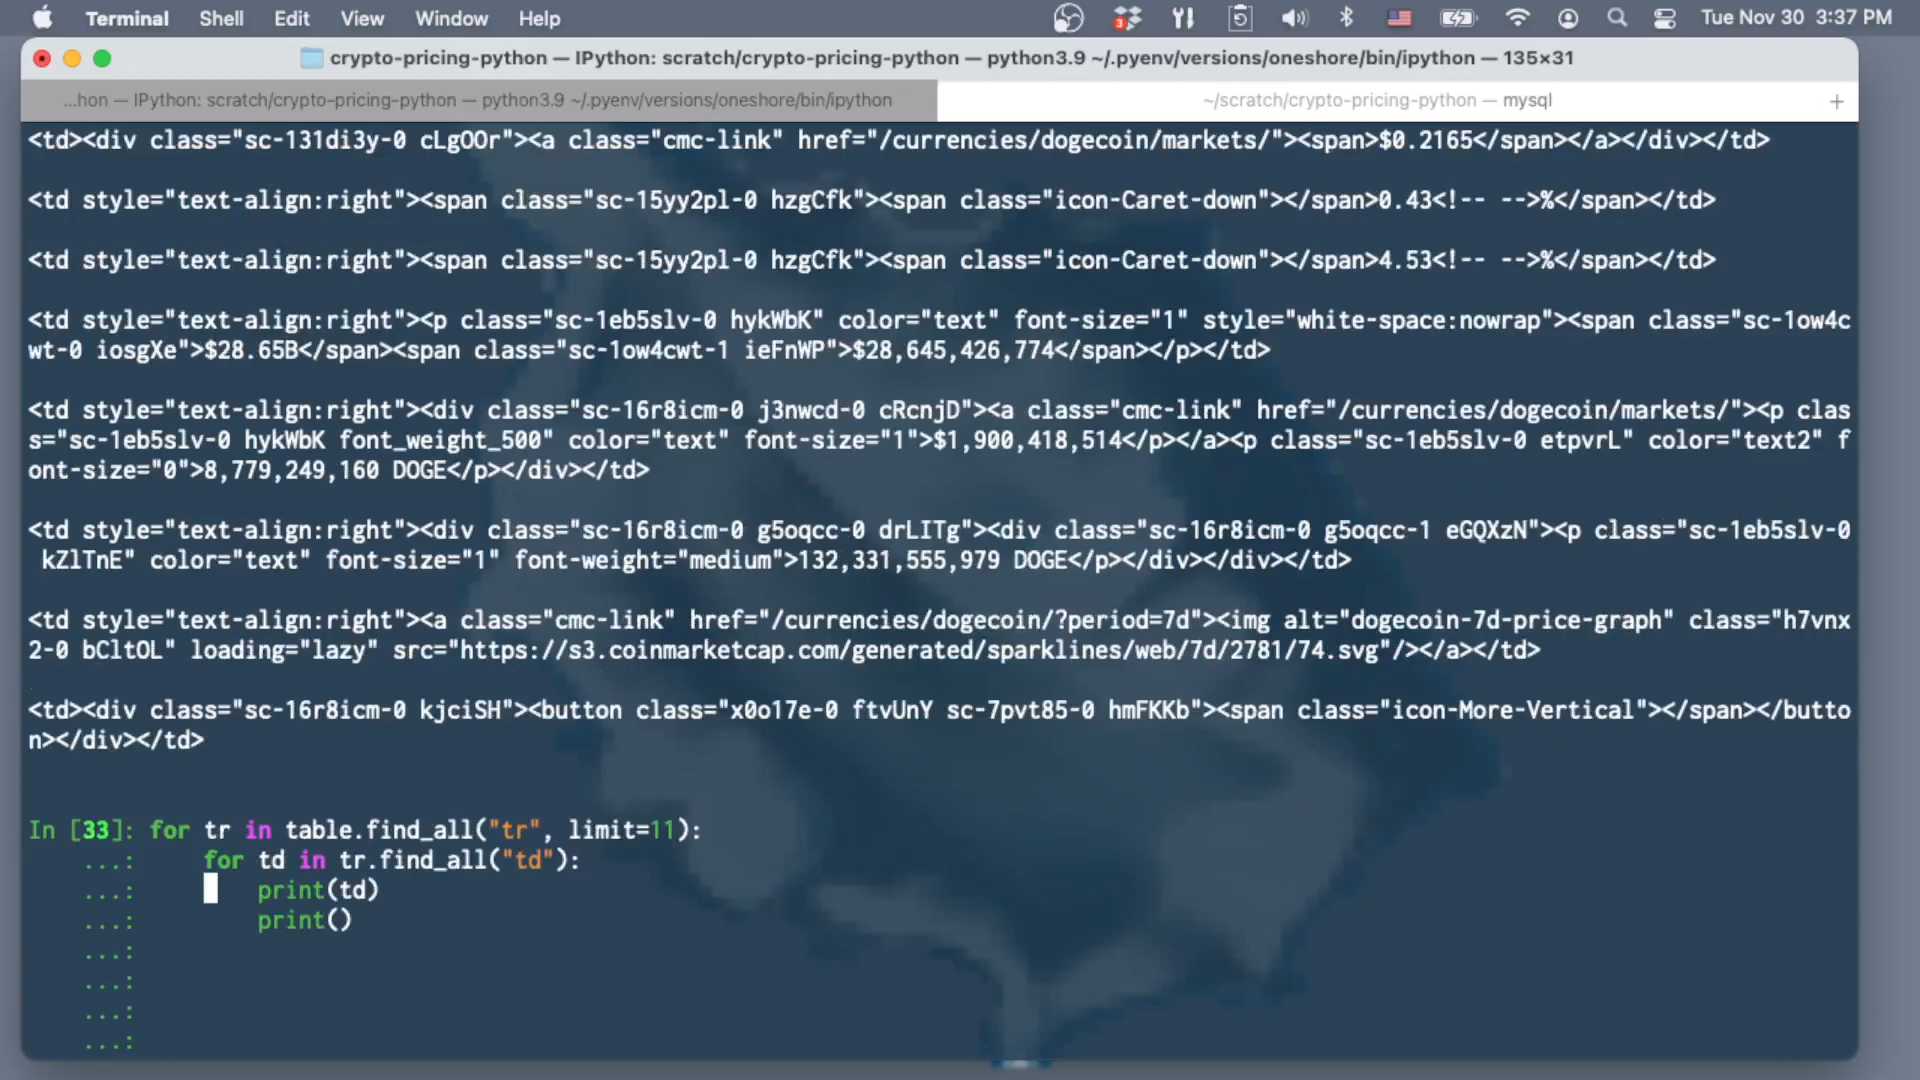 Terminal Shell Edit View Window Help 3 Tue Nov 30 3:37 PM
crypto-pricing-python — IPython: scratch/crypto-pricing-python — python3.9 ~/.pyenv/versions/oneshore/bin/ipython — 135×31
...hon — IPython: scratch/crypto-pricing-python — python3.9 ~/.pyenv/versions/oneshore/bin/ipython ~/scratch/crypto-pricing-python — mysql +
<td><div class="sc-131di3y-0 cLgOOr"><a class="cmc-link" href="/currencies/dogecoin/markets/"><span>$0.2165</span></a></div></td>
<td style="text-align:right"><span class="sc-15yy2pl-0 hzgCfk"><span class="icon-Caret-down"></span>0.43<!-- -->%</span></td>
<td style="text-align:right"><span class="sc-15yy2pl-0 hzgCfk"><span class="icon-Caret-down"></span>4.53<!-- -->%</span></td>
<td style="text-align:right"><p class="sc-1eb5slv-0 hykWbK" color="text" font-size="1" style="white-space:nowrap"><span class="sc-1ow4c
wt-0 iosgXe">$28.65B</span><span class="sc-1ow4cwt-1 ieFnWP">$28,645,426,774</span></p></td>
<td style="text-align:right"><div class="sc-16r8icm-0 j3nwcd-0 cRcnjD"><a class="cmc-link" href="/currencies/dogecoin/markets/"><p clas
s="sc-1eb5slv-0 hykWbK font_weight_500" color="text" font-size="1">$1,900,418,514</p></a><p class="sc-1eb5slv-0 etpvrL" color="text2" f
ont-size="0">8,779,249,160 DOGE</p></div></td>
<td style="text-align:right"><div class="sc-16r8icm-0 g5oqcc-0 drLITg"><div class="sc-16r8icm-0 g5oqcc-1 eGQXzN"><p class="sc-1eb5slv-0
kZlTnE" color="text" font-size="1" font-weight="medium">132,331,555,979 DOGE</p></div></div></td>
<td style="text-align:right"><a class="cmc-link" href="/currencies/dogecoin/?period=7d"><img alt="dogecoin-7d-price-graph" class="h7vnx
2-0 bCltOL" loading="lazy" src="https://s3.coinmarketcap.com/generated/sparklines/web/7d/2781/74.svg"/></a></td>
<td><div class="sc-16r8icm-0 kjciSH"><button class="x0o17e-0 ftvUnY sc-7pvt85-0 hmFKKb"><span class="icon-More-Vertical"></span></butto
n></div></td>
In [33]: for tr in table.find_all("tr", limit=11):
...: for td in tr.find_all("td"):
...: print(td)
...: print()
...:
...:
...:
...: